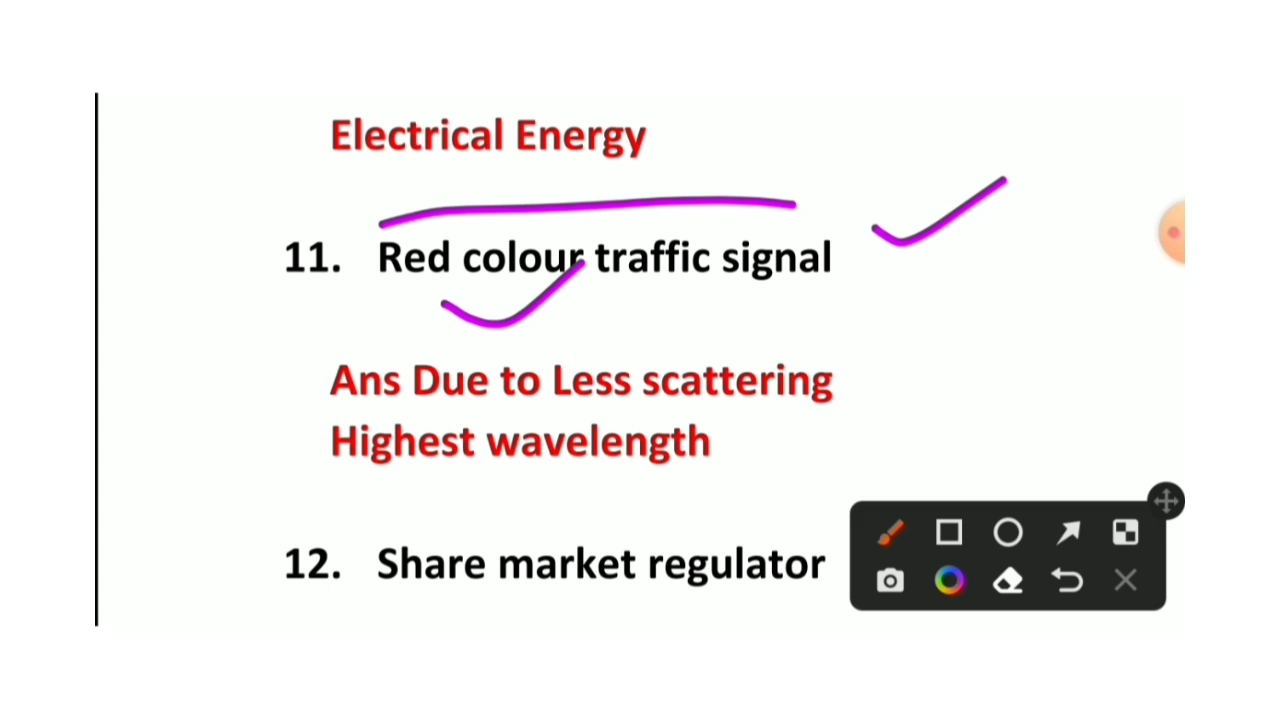 Electrical Energy
11. Red colour traffic signal
Ans Due to Less scattering
Highest wavelength
12. Share market regulator